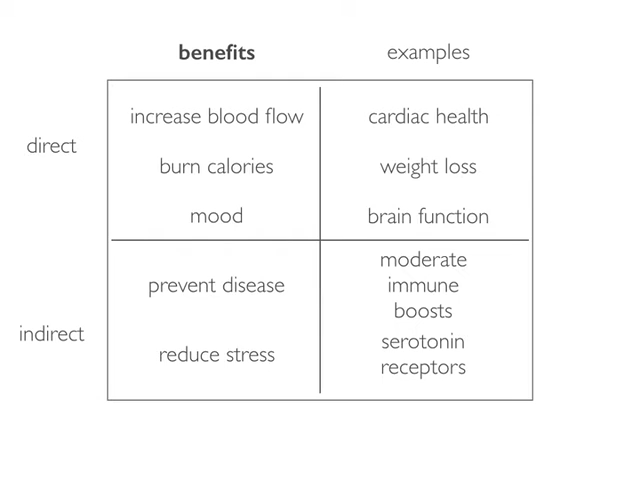 benefits examples
direct
increase blood flow cardiac health
burn calories weight loss
mood brain function
indirect
prevent disease moderate
immune
boosts
reduce stress serotonin
receptors